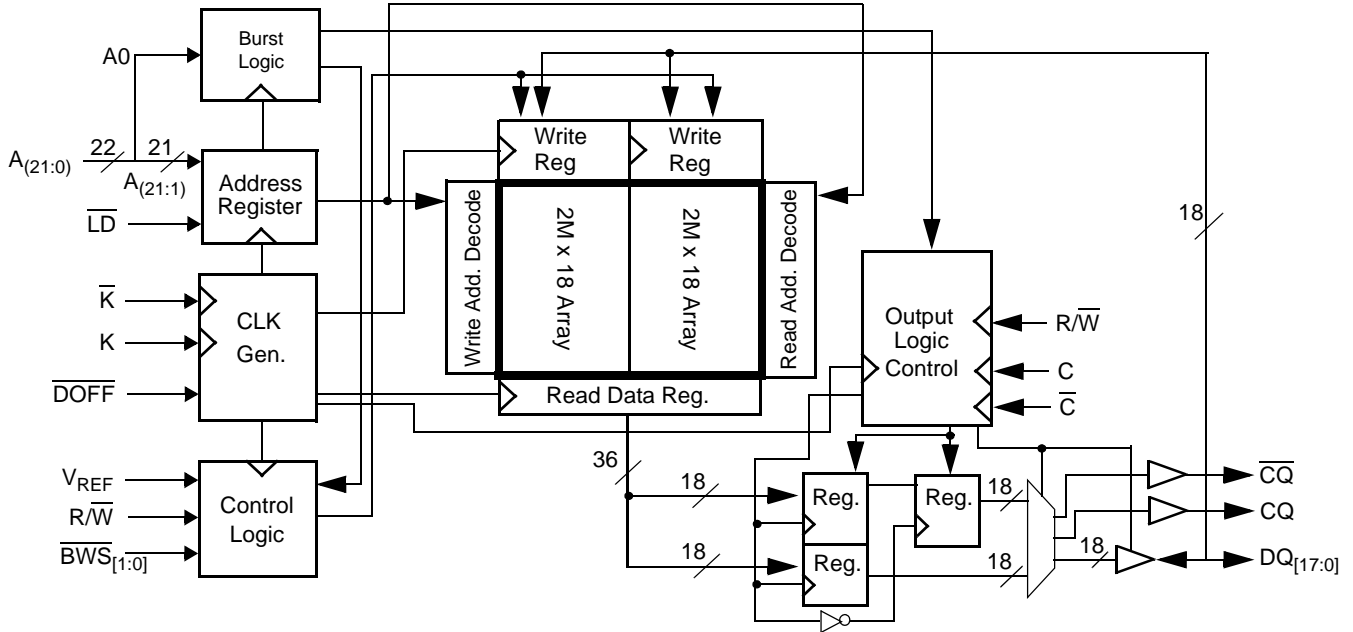 A0
Burst
Logic
A(21:0)
22
21
A(21:1)
Address
Register
LD
K
K
CLK
Gen.
DOFF
VREF
R/W
BWS[1:0]
Control
Logic
Write
Reg
Write
Reg
Write Add. Decode
2M x 18 Array
2M x 18 Array
Read Add. Decode
Read Data Reg.
36
18
18
Output
Logic
Control
R/W
C
C
18
Reg.
Reg.
Reg.
18
18
18
CQ
CQ
DQ[17:0]